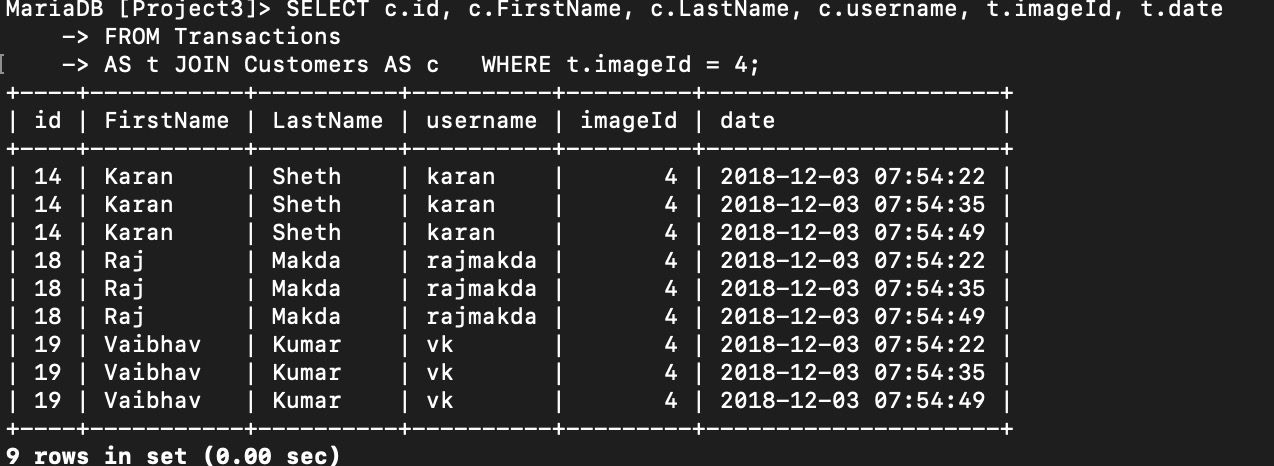 MariaDB [Project3]> SELECT c.id, c.FirstName, c.LastName, c.username, t.imageId, t.date
    -> FROM Transactions
    -> AS t JOIN Customers AS c   WHERE t.imageId = 4;
+----+-----------+----------+----------+---------+---------------------+
| id | FirstName | LastName | username | imageId | date                |
+----+-----------+----------+----------+---------+---------------------+
| 14 | Karan     | Sheth    | karan    |       4 | 2018-12-03 07:54:22 |
| 14 | Karan     | Sheth    | karan    |       4 | 2018-12-03 07:54:35 |
| 14 | Karan     | Sheth    | karan    |       4 | 2018-12-03 07:54:49 |
| 18 | Raj       | Makda    | rajmakda |       4 | 2018-12-03 07:54:22 |
| 18 | Raj       | Makda    | rajmakda |       4 | 2018-12-03 07:54:35 |
| 18 | Raj       | Makda    | rajmakda |       4 | 2018-12-03 07:54:49 |
| 19 | Vaibhav   | Kumar    | vk       |       4 | 2018-12-03 07:54:22 |
| 19 | Vaibhav   | Kumar    | vk       |       4 | 2018-12-03 07:54:35 |
| 19 | Vaibhav   | Kumar    | vk       |       4 | 2018-12-03 07:54:49 |
+----+-----------+----------+----------+---------+---------------------+
9 rows in set (0.00 sec)